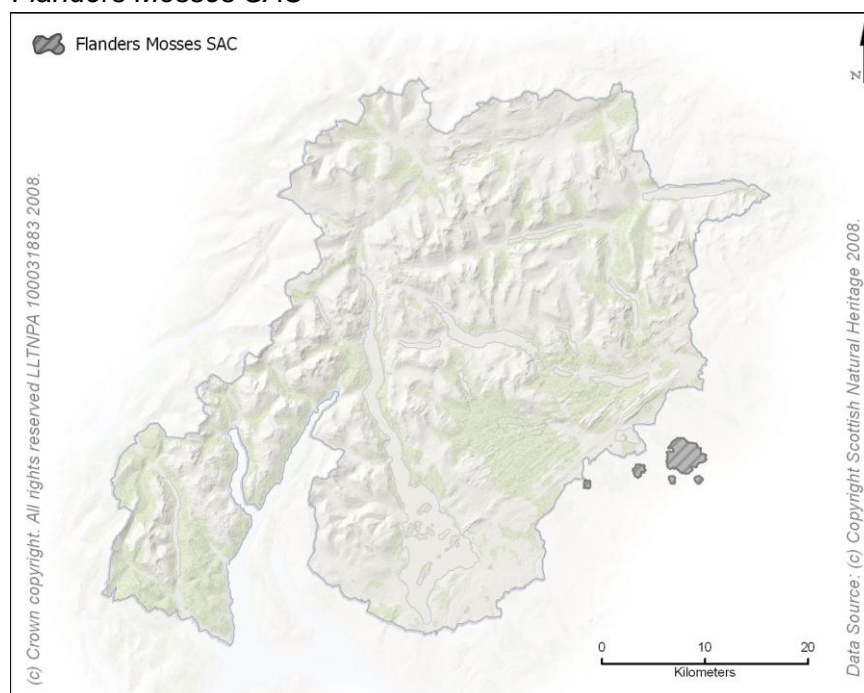 Flanders Mosses SAC
Flanders Mosses SAC
z
(c) Crown copyright. All rights reserved LLTNPA 100031883 2008.
Data Source: (c) Copyright Scottish Natural Heritage 2008.
0 10 20
Kilometers